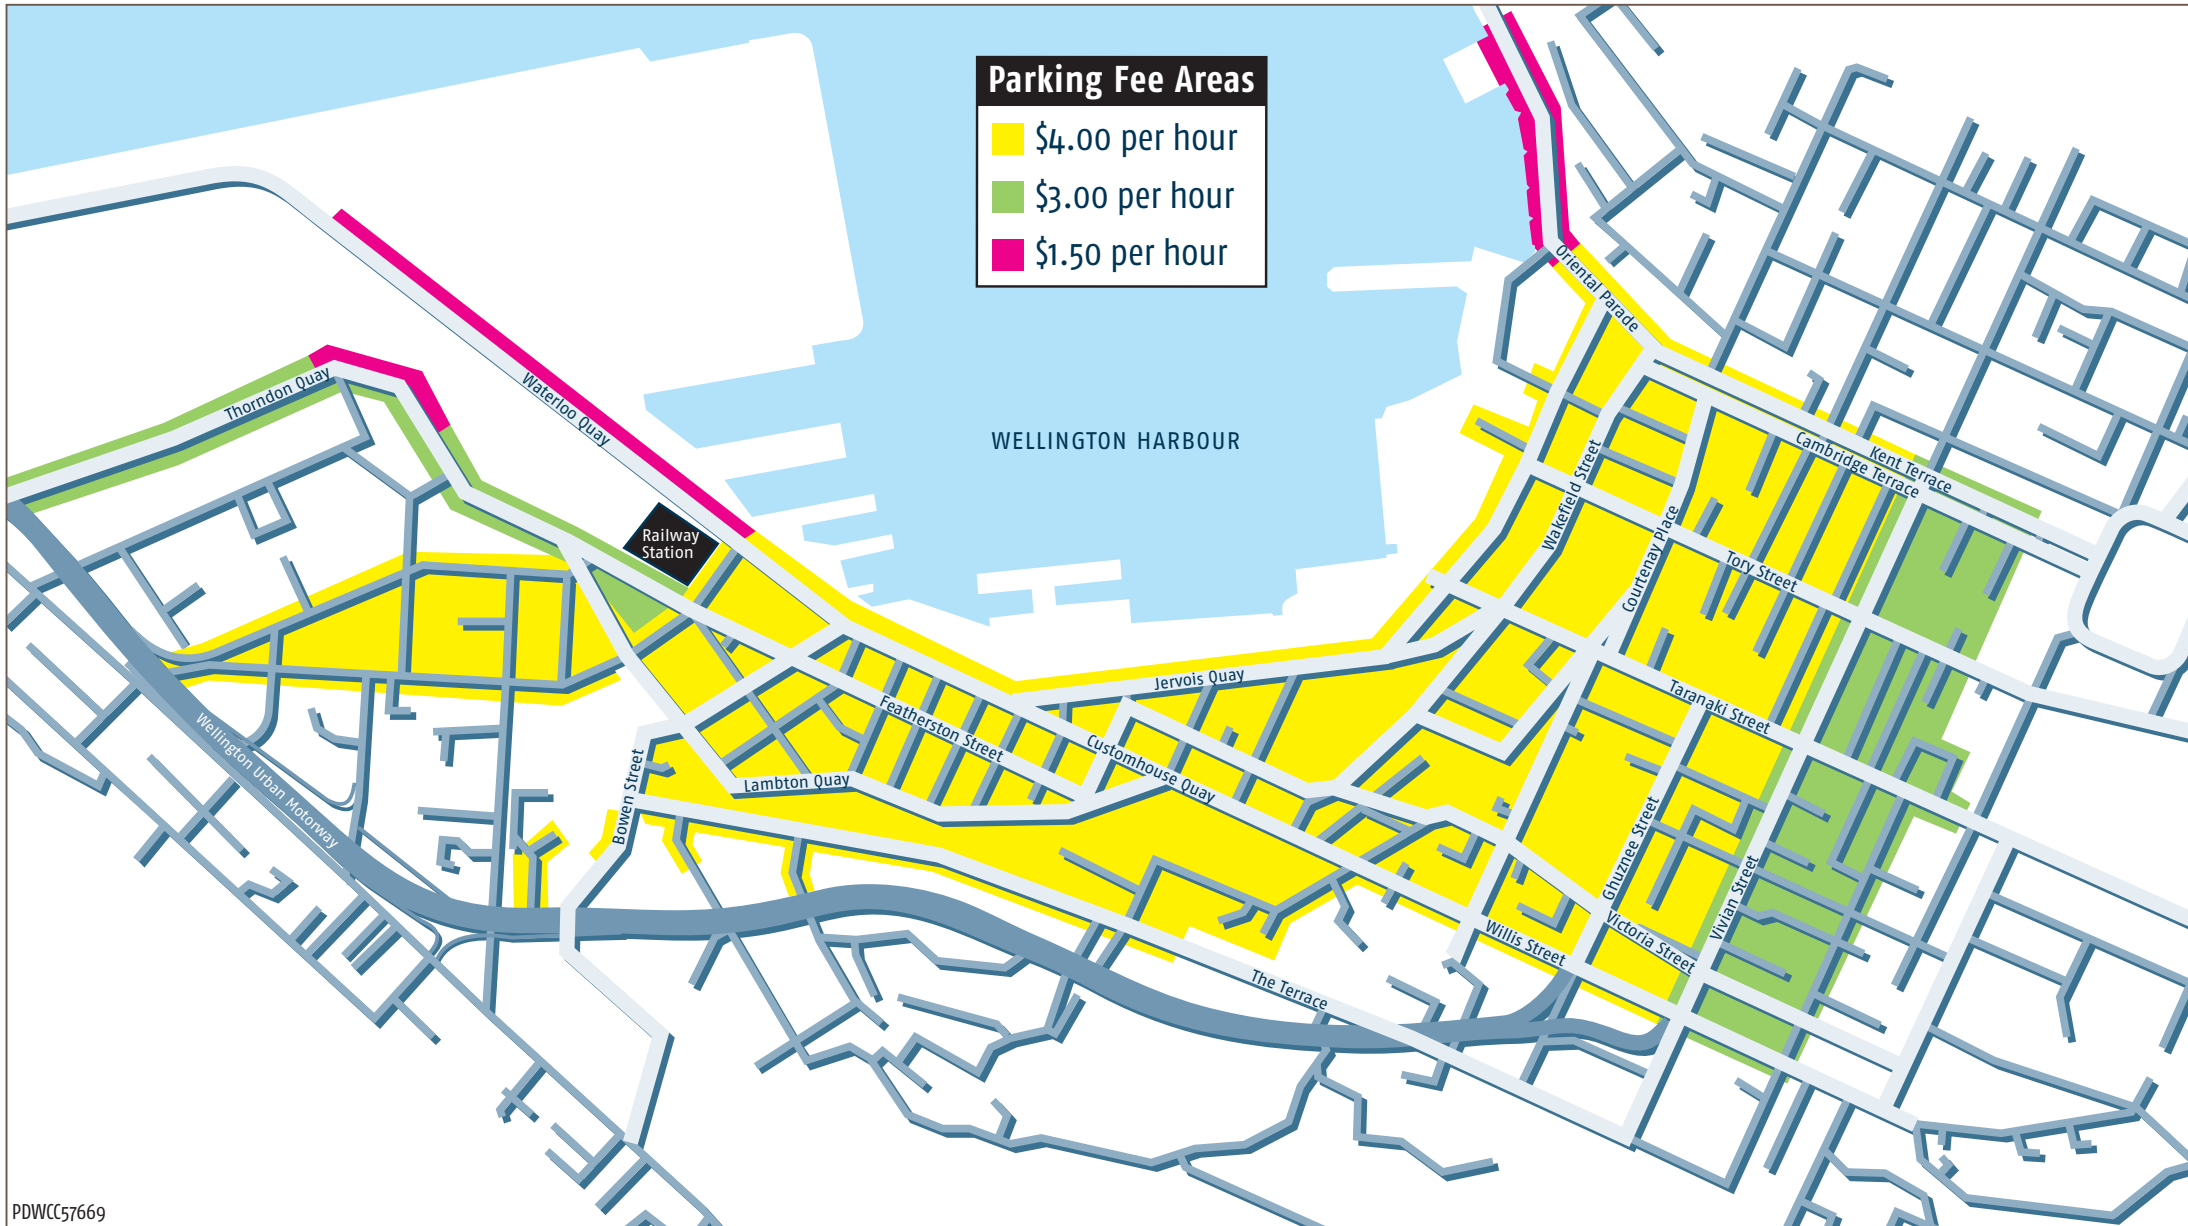 Parking Fee Areas
$4.00 per hour
$3.00 per hour
$1.50 per hour
WELLINGTON HARBOUR
Oriental Parade
Thorndon Quay
Waterloo Quay
Railway
Station
Kent Terrace
Cambridge Terrace
Wakefield Street
Courtenay Place
Tory Street
Jervois Quay
Taranaki Street
Featherston Street
Customhouse Quay
Lambton Quay
Bowen Street
Wellington Urban Motorway
Ghuznee Street
Vivian Street
Victoria Street
Willis Street
The Terrace
PDWCC57669